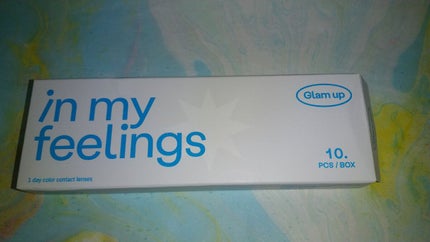 in my
feelings
Glam up
10.
PCS / BOX
1 day color contact lenses